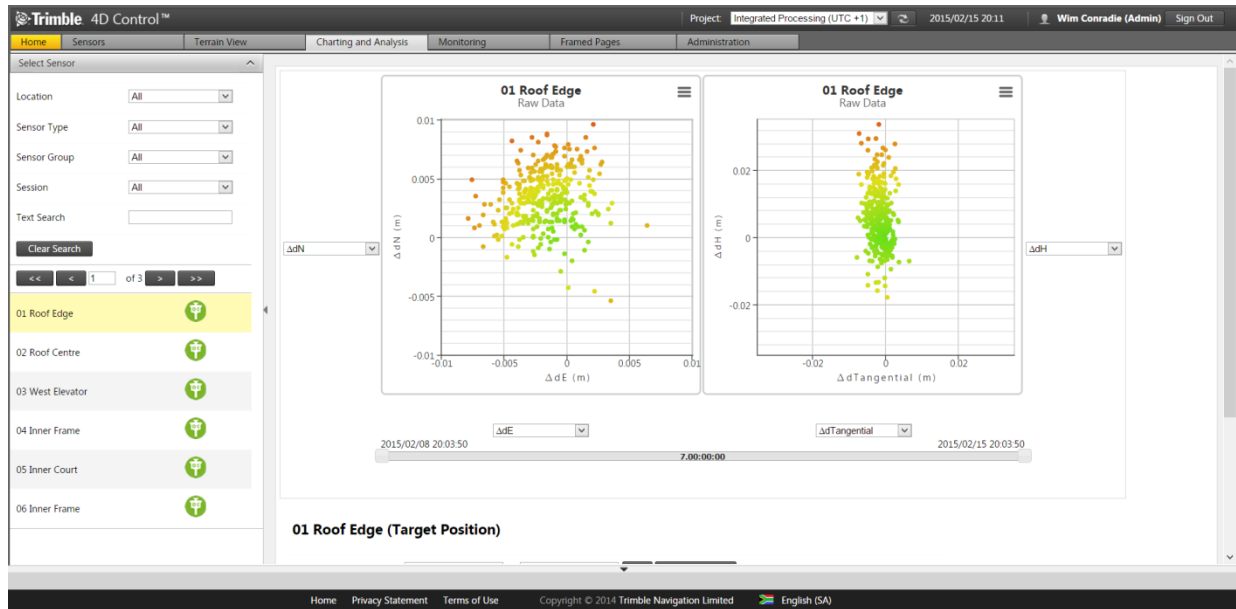 Trimble. 4D Control™
Project: Integrated Processing (UTC +1) 2015/02/15 20:11 Wim Conradie (Admin) Sign Out
Home Sensors Terrain View Charting and Analysis Monitoring Framed Pages Administration
Select Sensor
Location All
Sensor Type All
Sensor Group All
Session All
Text Search
Clear Search
<< < 1 of 3 > >>
01 Roof Edge
02 Roof Centre
03 West Elevator
04 Inner Frame
05 Inner Court
06 Inner Frame
ΔdN
01 Roof Edge
Raw Data
0.01
0.005
0
-0.005
-0.01
ΔdN (m)
-0.01 -0.005 0 0.005 0.01
ΔdE (m)
01 Roof Edge
Raw Data
0.02
0
-0.02
ΔdH (m)
-0.02 0 0.02
ΔdTangential (m)
ΔdH
ΔdE ΔdTangential
2015/02/08 20:03:50 2015/02/15 20:03:50
7.00:00:00
01 Roof Edge (Target Position)
Home Privacy Statement Terms of Use Copyright © 2014 Trimble Navigation Limited English (SA)